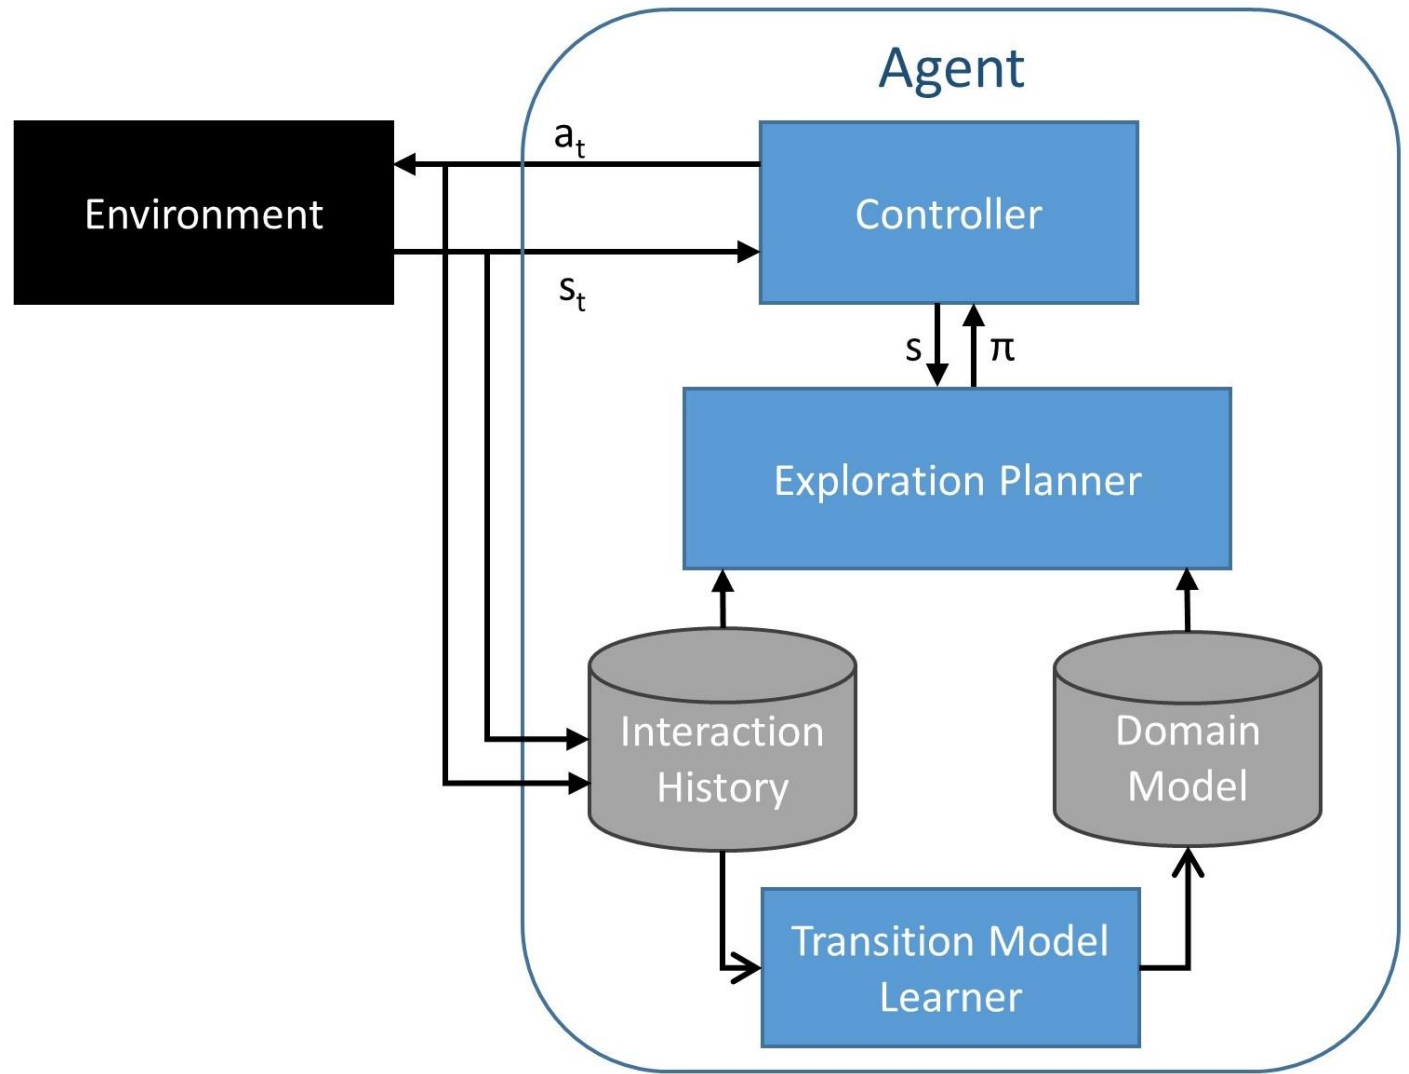 Agent
a_t
Environment
Controller
s_t
s
π
Exploration Planner
Interaction
History
Domain
Model
Transition Model
Learner